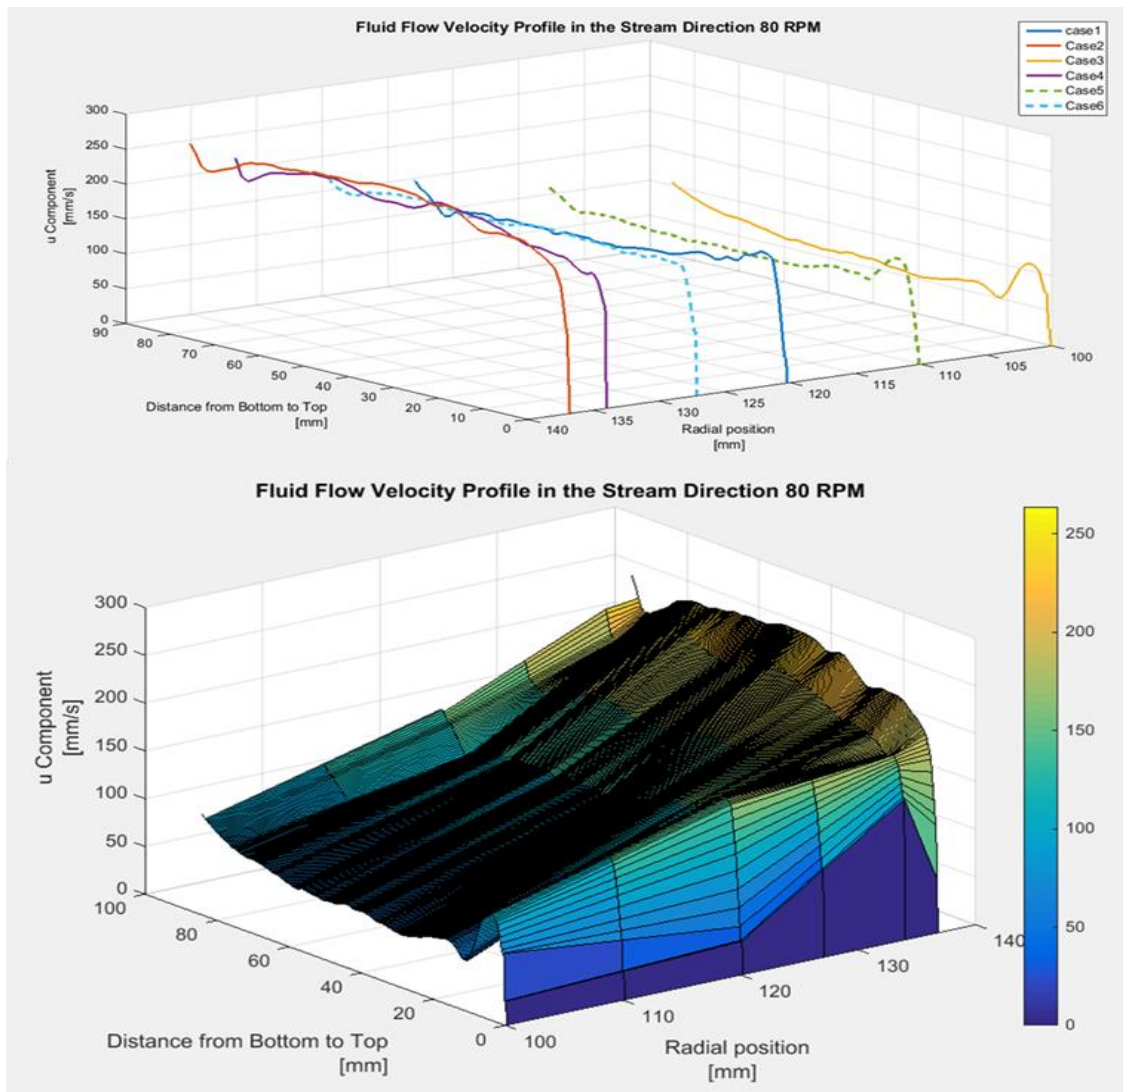 Fluid Flow Velocity Profile in the Stream Direction 80 RPM
case1
Case2
Case3
Case4
Case5
Case6
300
250
200
150
100
50
0
u Component
[mm/s]
90
80
70
60
50
40
30
20
10
0
Distance from Bottom to Top
[mm]
140
135
130
125
120
115
110
105
100
Radial position
[mm]
Fluid Flow Velocity Profile in the Stream Direction 80 RPM
300
250
200
150
100
50
0
u Component
[mm/s]
100
80
60
40
20
0
Distance from Bottom to Top
[mm]
100
110
120
130
140
Radial position
[mm]
250
200
150
100
50
0